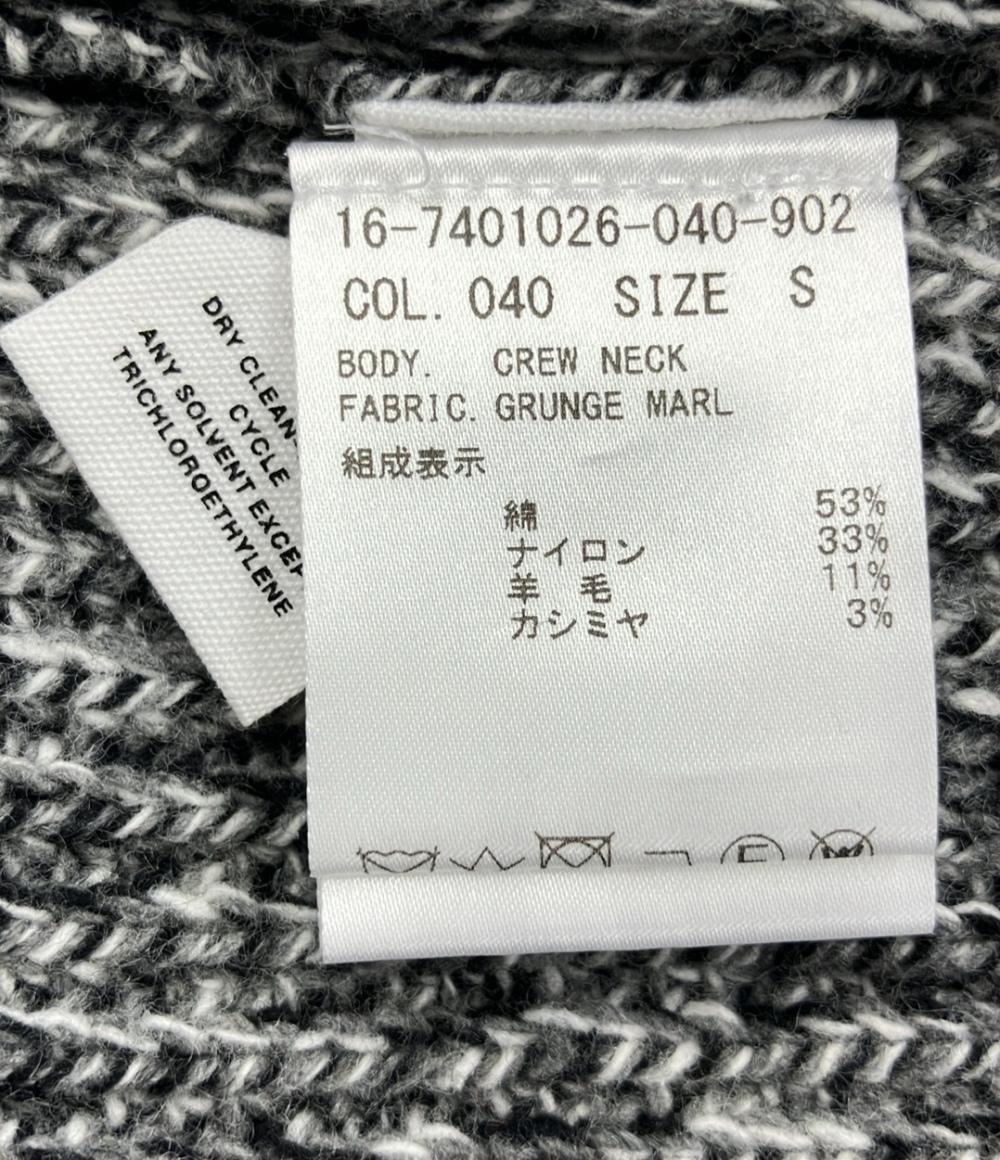 16-7401026-040-902
COL. 040 SIZE S
BODY. CREW NECK
FABRIC. GRUNGE MARL
組成表示
綿 53%
ナイロン 33%
羊 毛 11%
カシミヤ 3%
DRY CLEAN-
CYCLE
ANY SOLVENT
TRICHLOROETHYLENE